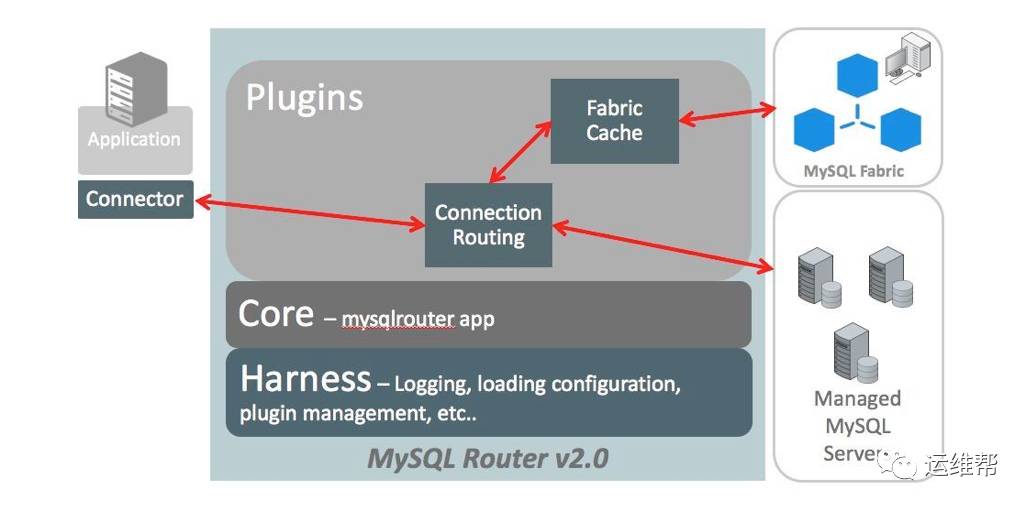 Application
Connector
Plugins
Fabric
Cache
Connection
Routing
Core – mysqlrouter app
Harness – Logging, loading configuration,
plugin management, etc..
MySQL Router v2.0
MySQL Fabric
Managed
MySQL
Server
运维帮